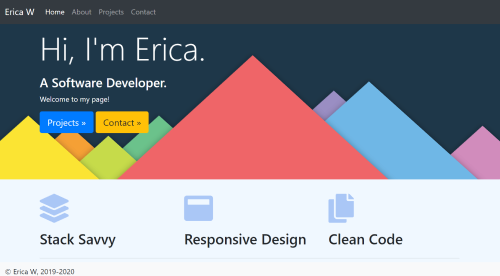 Erica W Home About Projects Contact
Hi, I'm Erica.
A Software Developer.
Welcome to my page!
Projects » Contact »
Stack Savvy Responsive Design Clean Code
© Erica W, 2019-2020